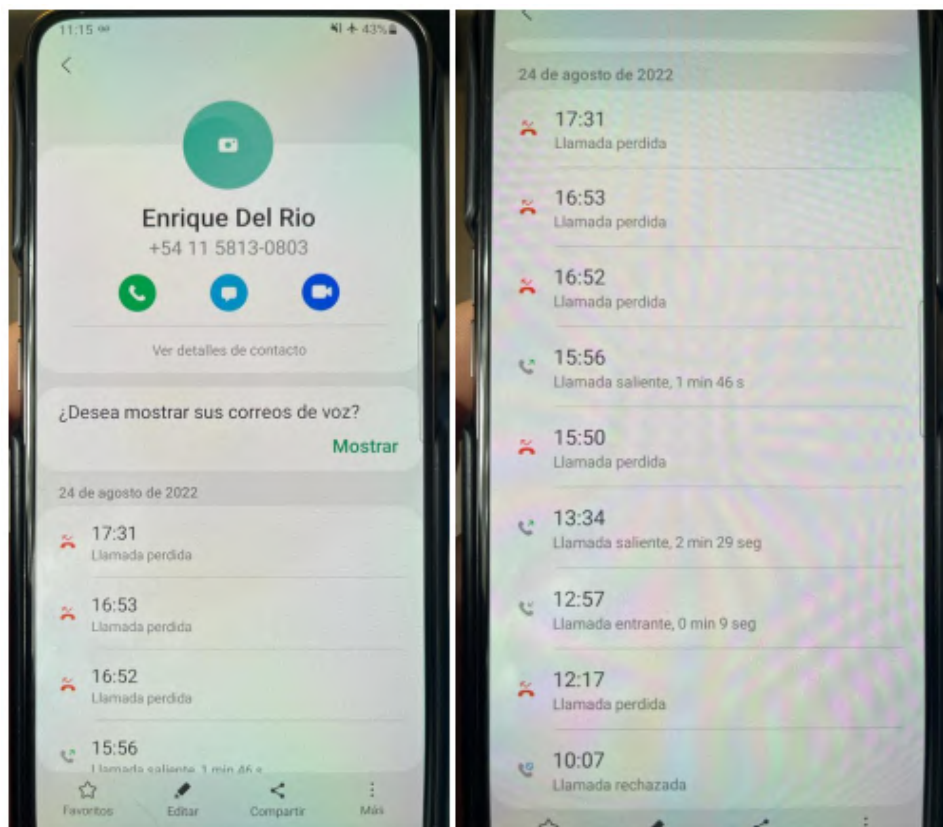 11:15
43%
Enrique Del Rio
+54 11 5813-0803
Ver detalles de contacto
¿Desea mostrar sus correos de voz?
Mostrar
24 de agosto de 2022
17:31
Llamada perdida
16:53
Llamada perdida
16:52
Llamada perdida
15:56
Llamada saliente, 1 min 46 s
Favoritos
Editar
Compartir
Más
24 de agosto de 2022
17:31
Llamada perdida
16:53
Llamada perdida
16:52
Llamada perdida
15:56
Llamada saliente, 1 min 46 s
15:50
Llamada perdida
13:34
Llamada saliente, 2 min 29 seg
12:57
Llamada entrante, 0 min 9 seg
12:17
Llamada perdida
10:07
Llamada rechazada